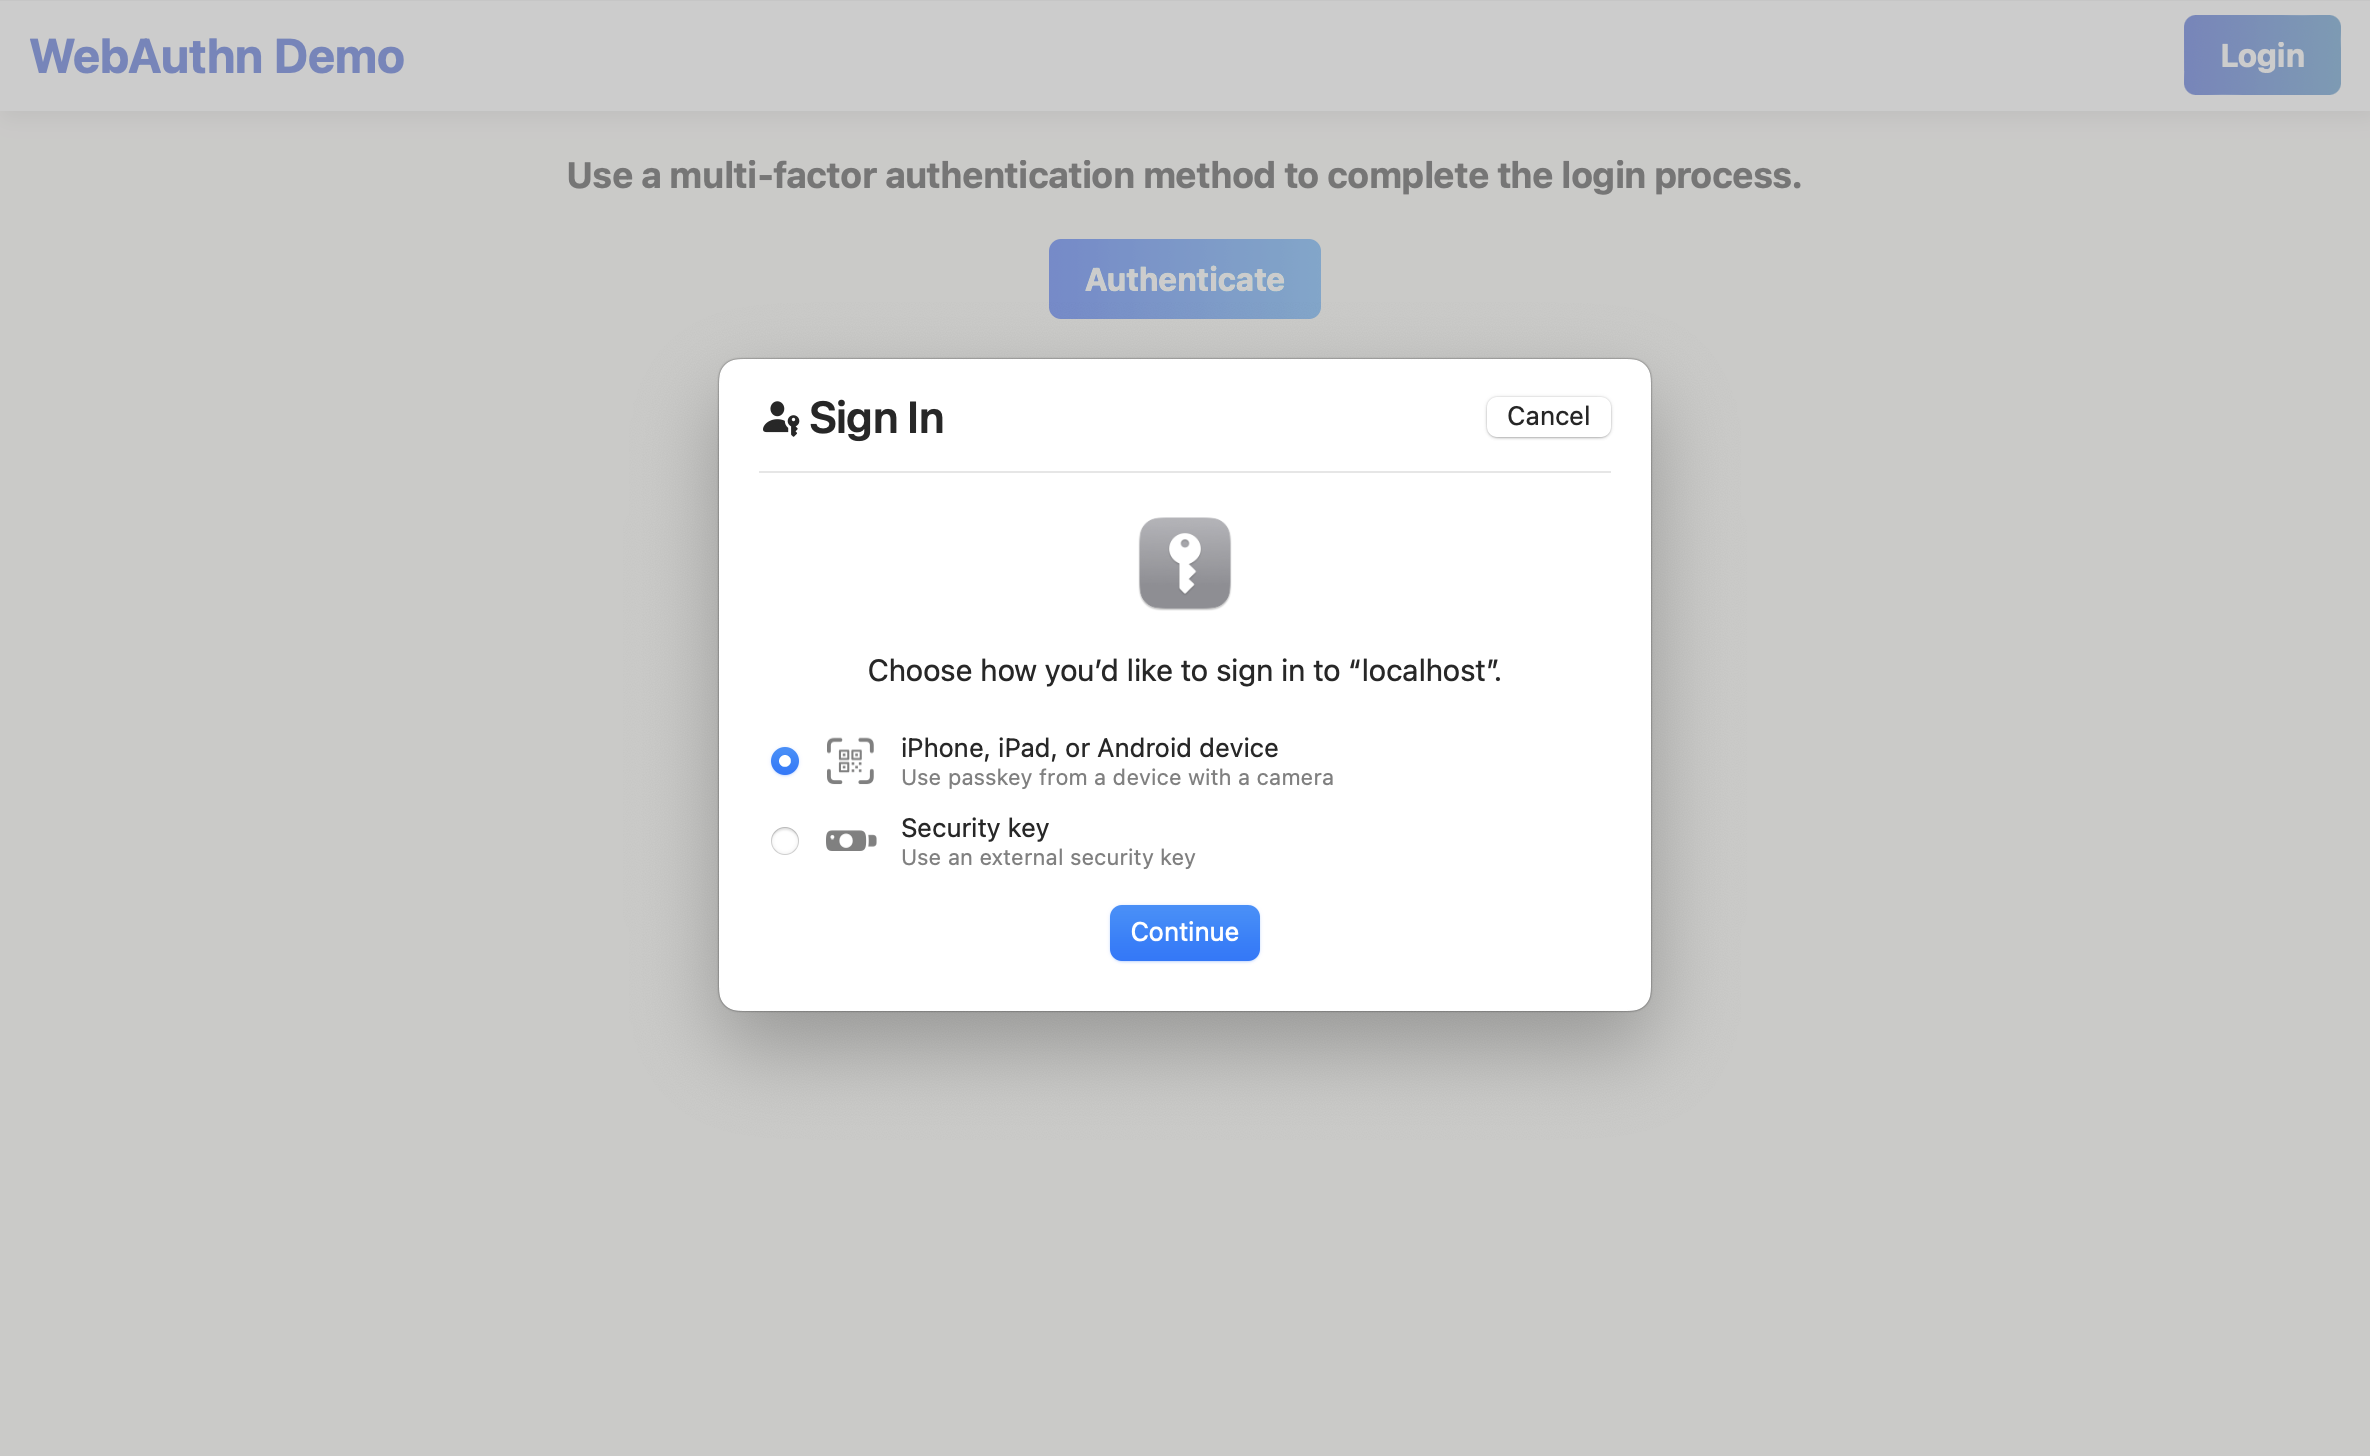 WebAuthn Demo
Login
Use a multi-factor authentication method to complete the login process.
Authenticate
Sign In
Cancel
Choose how you’d like to sign in to “localhost”.
iPhone, iPad, or Android device
Use passkey from a device with a camera
Security key
Use an external security key
Continue